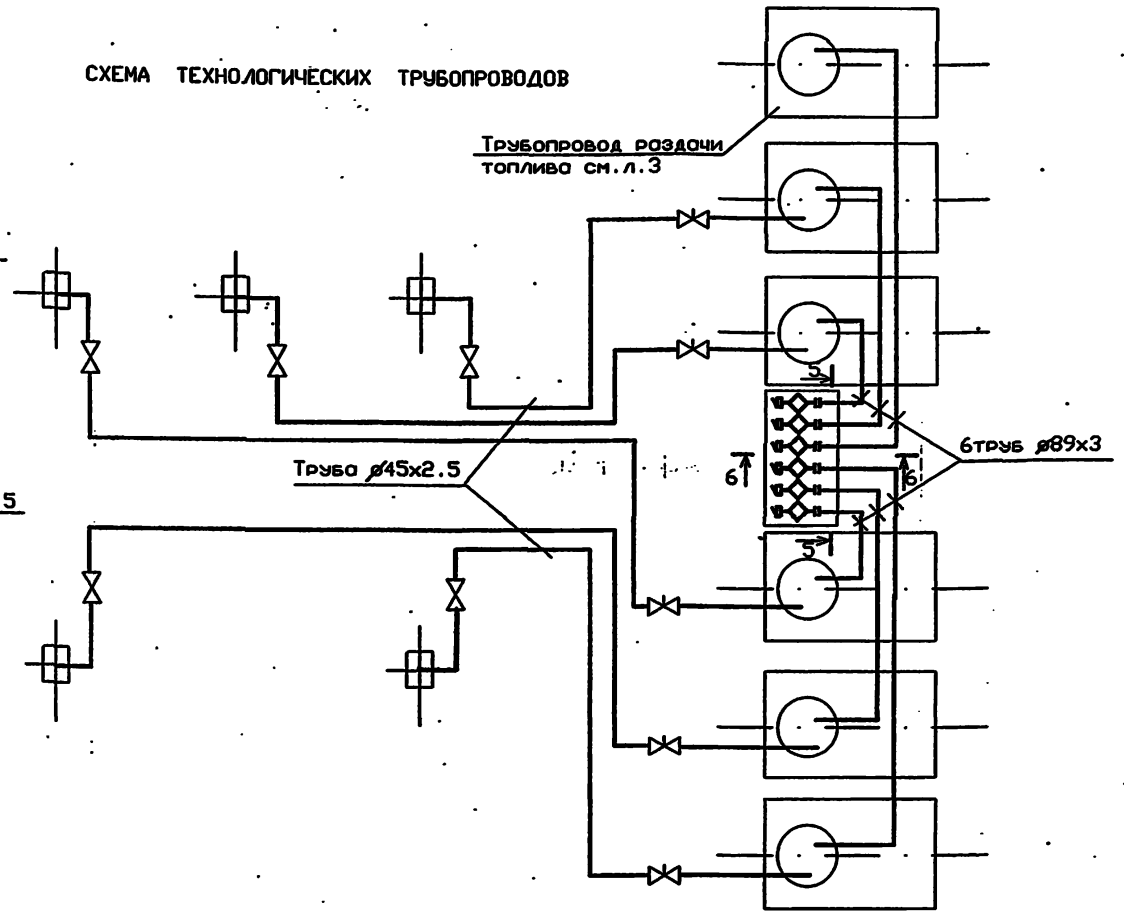 СХЕМА ТЕХНОЛОГИЧЕСКИХ ТРУБОПРОВОДОВ
Трубопровод раздачи
топлива см.л.3
5
6труб ø89х3
6
6
Труба ø45х2.5
5
5